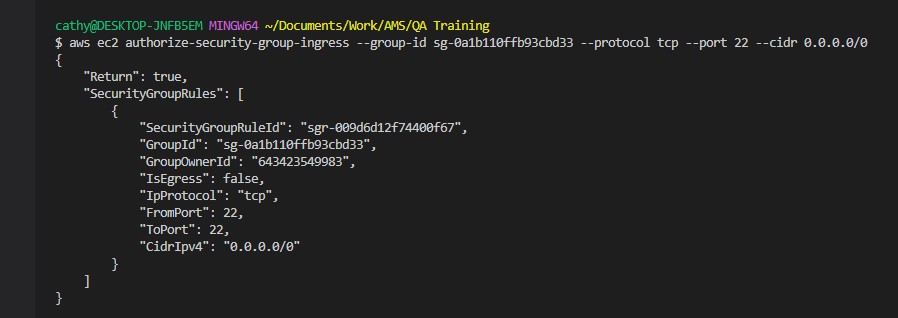 cathy@DESKTOP-JNFB5EM MINGW64 ~/Documents/Work/AMS/QA Training
$ aws ec2 authorize-security-group-ingress --group-id sg-0a1b110ffb93cbd33 --protocol tcp --port 22 --cidr 0.0.0.0/0
{
    "Return": true,
    "SecurityGroupRules": [
        {
            "SecurityGroupRuleId": "sgr-009d6d12f74400f67",
            "GroupId": "sg-0a1b110ffb93cbd33",
            "GroupOwnerId": "643423549983",
            "IsEgress": false,
            "IpProtocol": "tcp",
            "FromPort": 22,
            "ToPort": 22,
            "CidrIpv4": "0.0.0.0/0"
        }
    ]
}